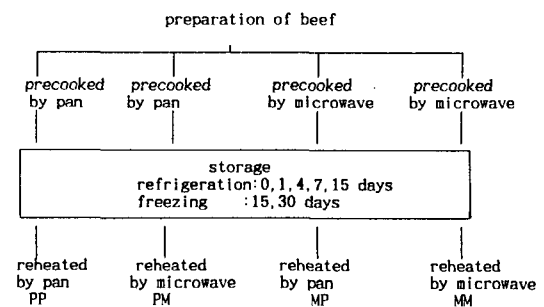 preparation of beef
precooked precooked precooked precooked
by pan by pan by microwave by microwave
storage
refrigeration:0,1,4,7,15 days
freezing :15,30 days
reheated reheated reheated reheated
by pan by microwave by pan by microwave
PP PM MP MM